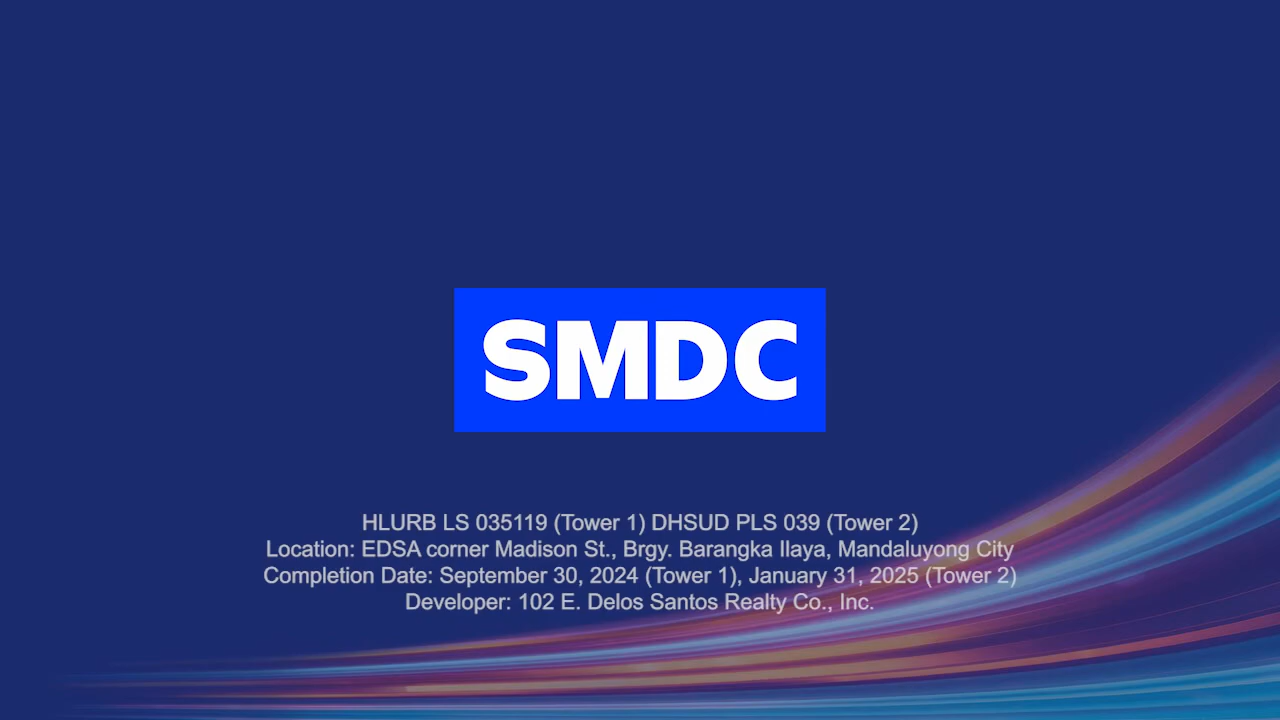 SMDC
HLURB LS 035119 (Tower 1) DHSUD PLS 039 (Tower 2)
Location: EDSA corner Madison St., Brgy. Barangka Ilaya, Mandaluyong City
Completion Date: September 30, 2024 (Tower 1), January 31, 2025 (Tower 2)
Developer: 102 E. Delos Santos Realty Co., Inc.